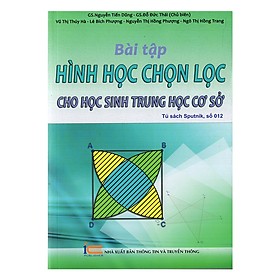 GS.Nguyễn Tiến Dũng - GS.Đỗ Đức Thái (Chủ biên)
Vũ Thị Thúy Hà - Lê Bích Phượng - Nguyễn Thị Hồng Phượng - Ngô Thị Hồng Trang
Bài tập
HÌNH HỌC CHỌN LỌC
CHO HỌC SINH TRUNG HỌC CƠ SỞ
Tủ sách Sputnik, số 012
A B
D C
NHÀ XUẤT BẢN THÔNG TIN VÀ TRUYỀN THÔNG